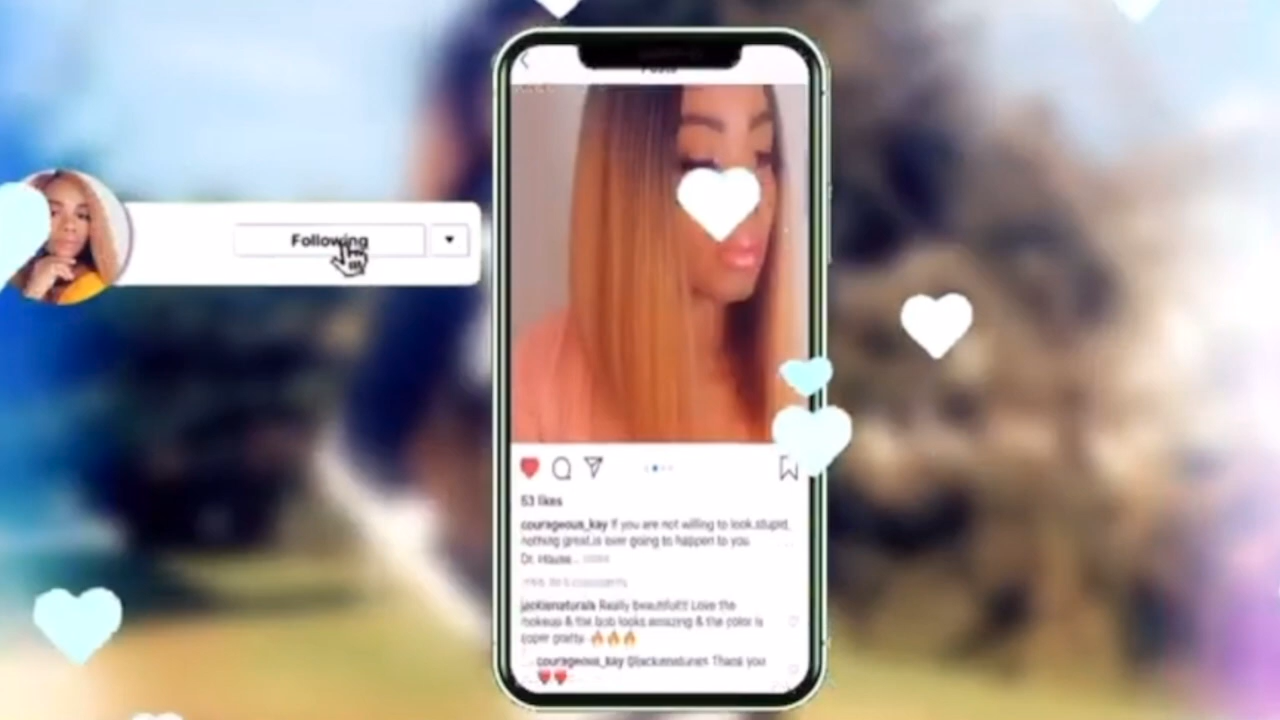 Posts
Following
53 likes
courageous_kay If you are not willing to look stupid,
nothing great is ever going to happen to you
Dr. House..
jackienaturals Really beautiful!! Love the
makeup & the bob looks amazing & the color is
super pretty 🔥🔥🔥
courageous_kay Thank you
❤️❤️